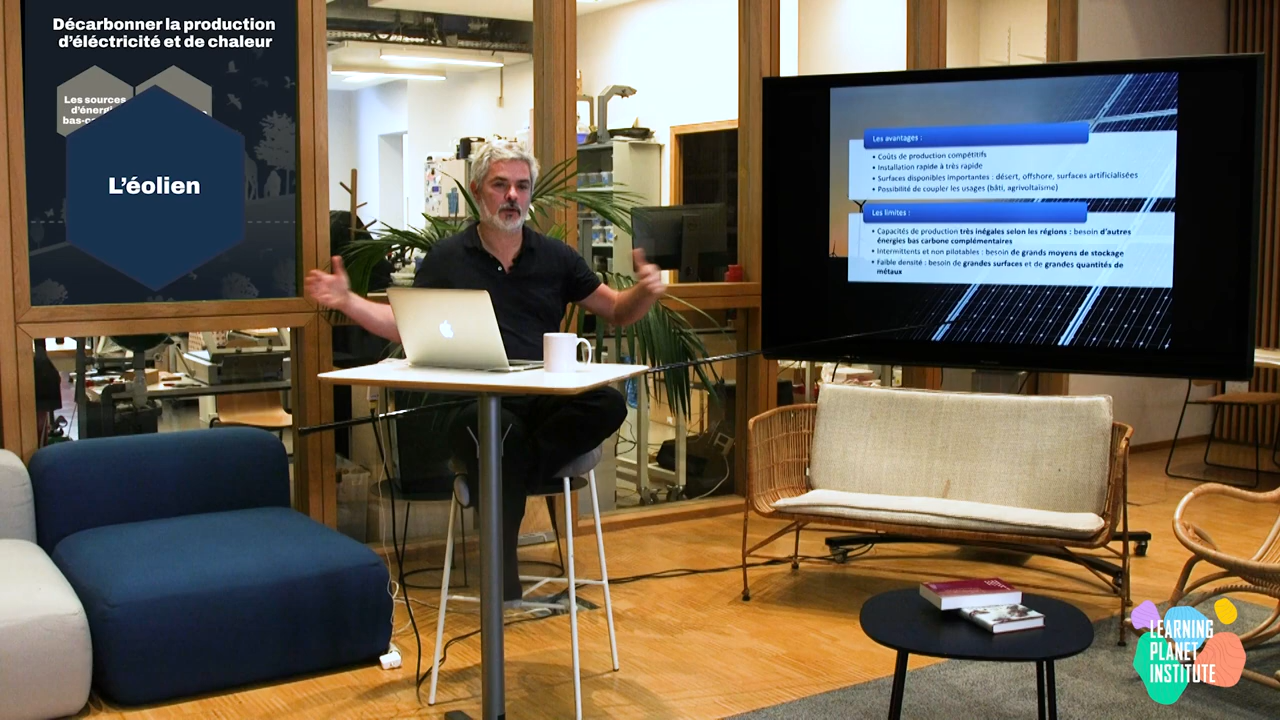 Décarbonner la production
d'éléctricité et de chaleur
Les sources
d'énerg
bas-c
L'éolien
Les avantages :
• Coûts de production compétitifs
• Installation rapide à très rapide
• Surfaces disponibles importantes : désert, offshore, surfaces artificialisées
• Possibilité de coupler les usages (bâti, agrivoltaïsme)
Les limites :
• Capacités de production très inégales selon les régions : besoin d'autres
énergies bas carbone complémentaires
• Intermittents et non pilotables : besoin de grands moyens de stockage
• Faible densité : besoin de grandes surfaces et de grandes quantités de
métaux
LEARNING
PLANET
INSTITUTE